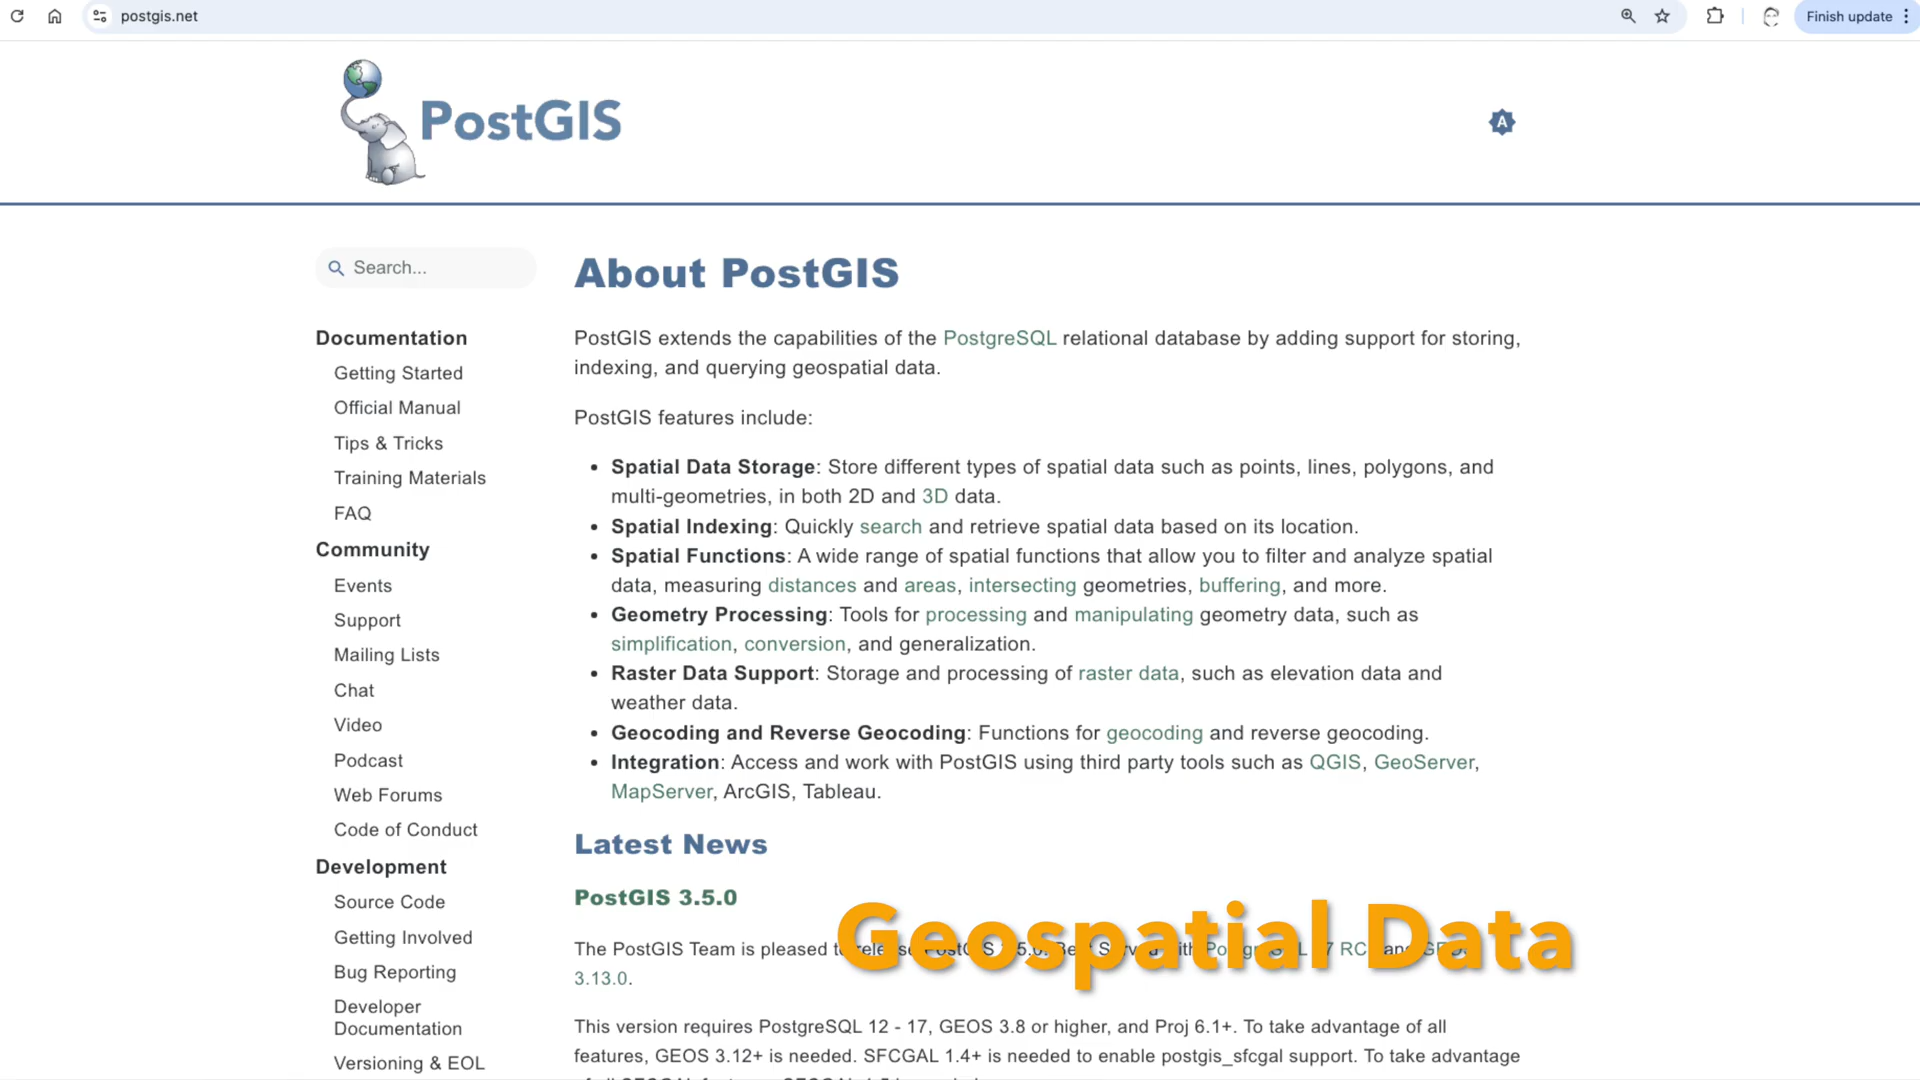 postgis.net
Finish update
PostGIS
A
Search...
About PostGIS
Documentation
Getting Started
Official Manual
Tips & Tricks
Training Materials
FAQ
Community
Events
Support
Mailing Lists
Chat
Video
Podcast
Web Forums
Code of Conduct
Development
Source Code
Getting Involved
Bug Reporting
Developer
Documentation
Versioning & EOL
PostGIS extends the capabilities of the PostgreSQL relational database by adding support for storing,
indexing, and querying geospatial data.
PostGIS features include:
• Spatial Data Storage: Store different types of spatial data such as points, lines, polygons, and
multi-geometries, in both 2D and 3D data.
• Spatial Indexing: Quickly search and retrieve spatial data based on its location.
• Spatial Functions: A wide range of spatial functions that allow you to filter and analyze spatial
data, measuring distances and areas, intersecting geometries, buffering, and more.
• Geometry Processing: Tools for processing and manipulating geometry data, such as
simplification, conversion, and generalization.
• Raster Data Support: Storage and processing of raster data, such as elevation data and
weather data.
• Geocoding and Reverse Geocoding: Functions for geocoding and reverse geocoding.
• Integration: Access and work with PostGIS using third party tools such as QGIS, GeoServer,
MapServer, ArcGIS, Tableau.
Latest News
PostGIS 3.5.0
Geospatial Data
The PostGIS Team is pleased
3.13.0.
This version requires PostgreSQL 12 - 17, GEOS 3.8 or higher, and Proj 6.1+. To take advantage of all
features, GEOS 3.12+ is needed. SFCGAL 1.4+ is needed to enable postgis_sfcgal support. To take advantage